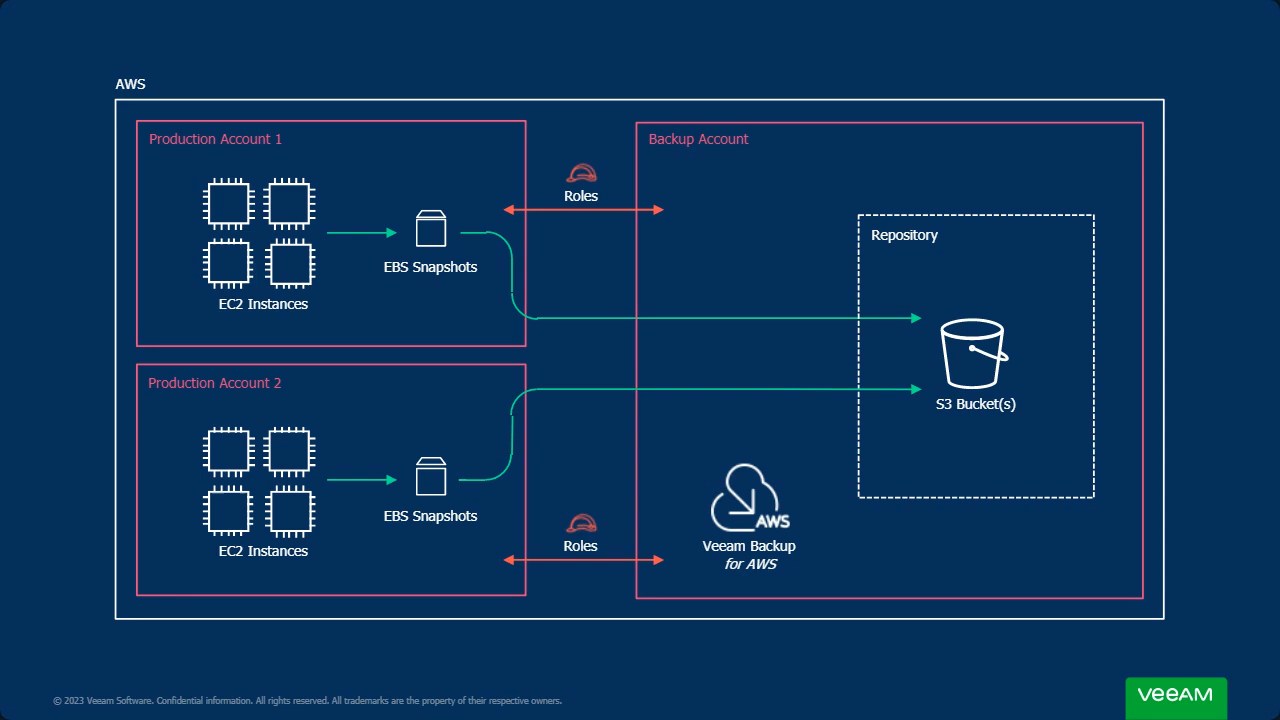 AWS
Production Account 1
EC2 Instances
EBS Snapshots
Roles
Backup Account
Repository
S3 Bucket(s)
Production Account 2
EC2 Instances
EBS Snapshots
Roles
AWS
Veeam Backup
for AWS
© 2023 Veeam Software. Confidential information. All rights reserved. All trademarks are the property of their respective owners.
veeAM